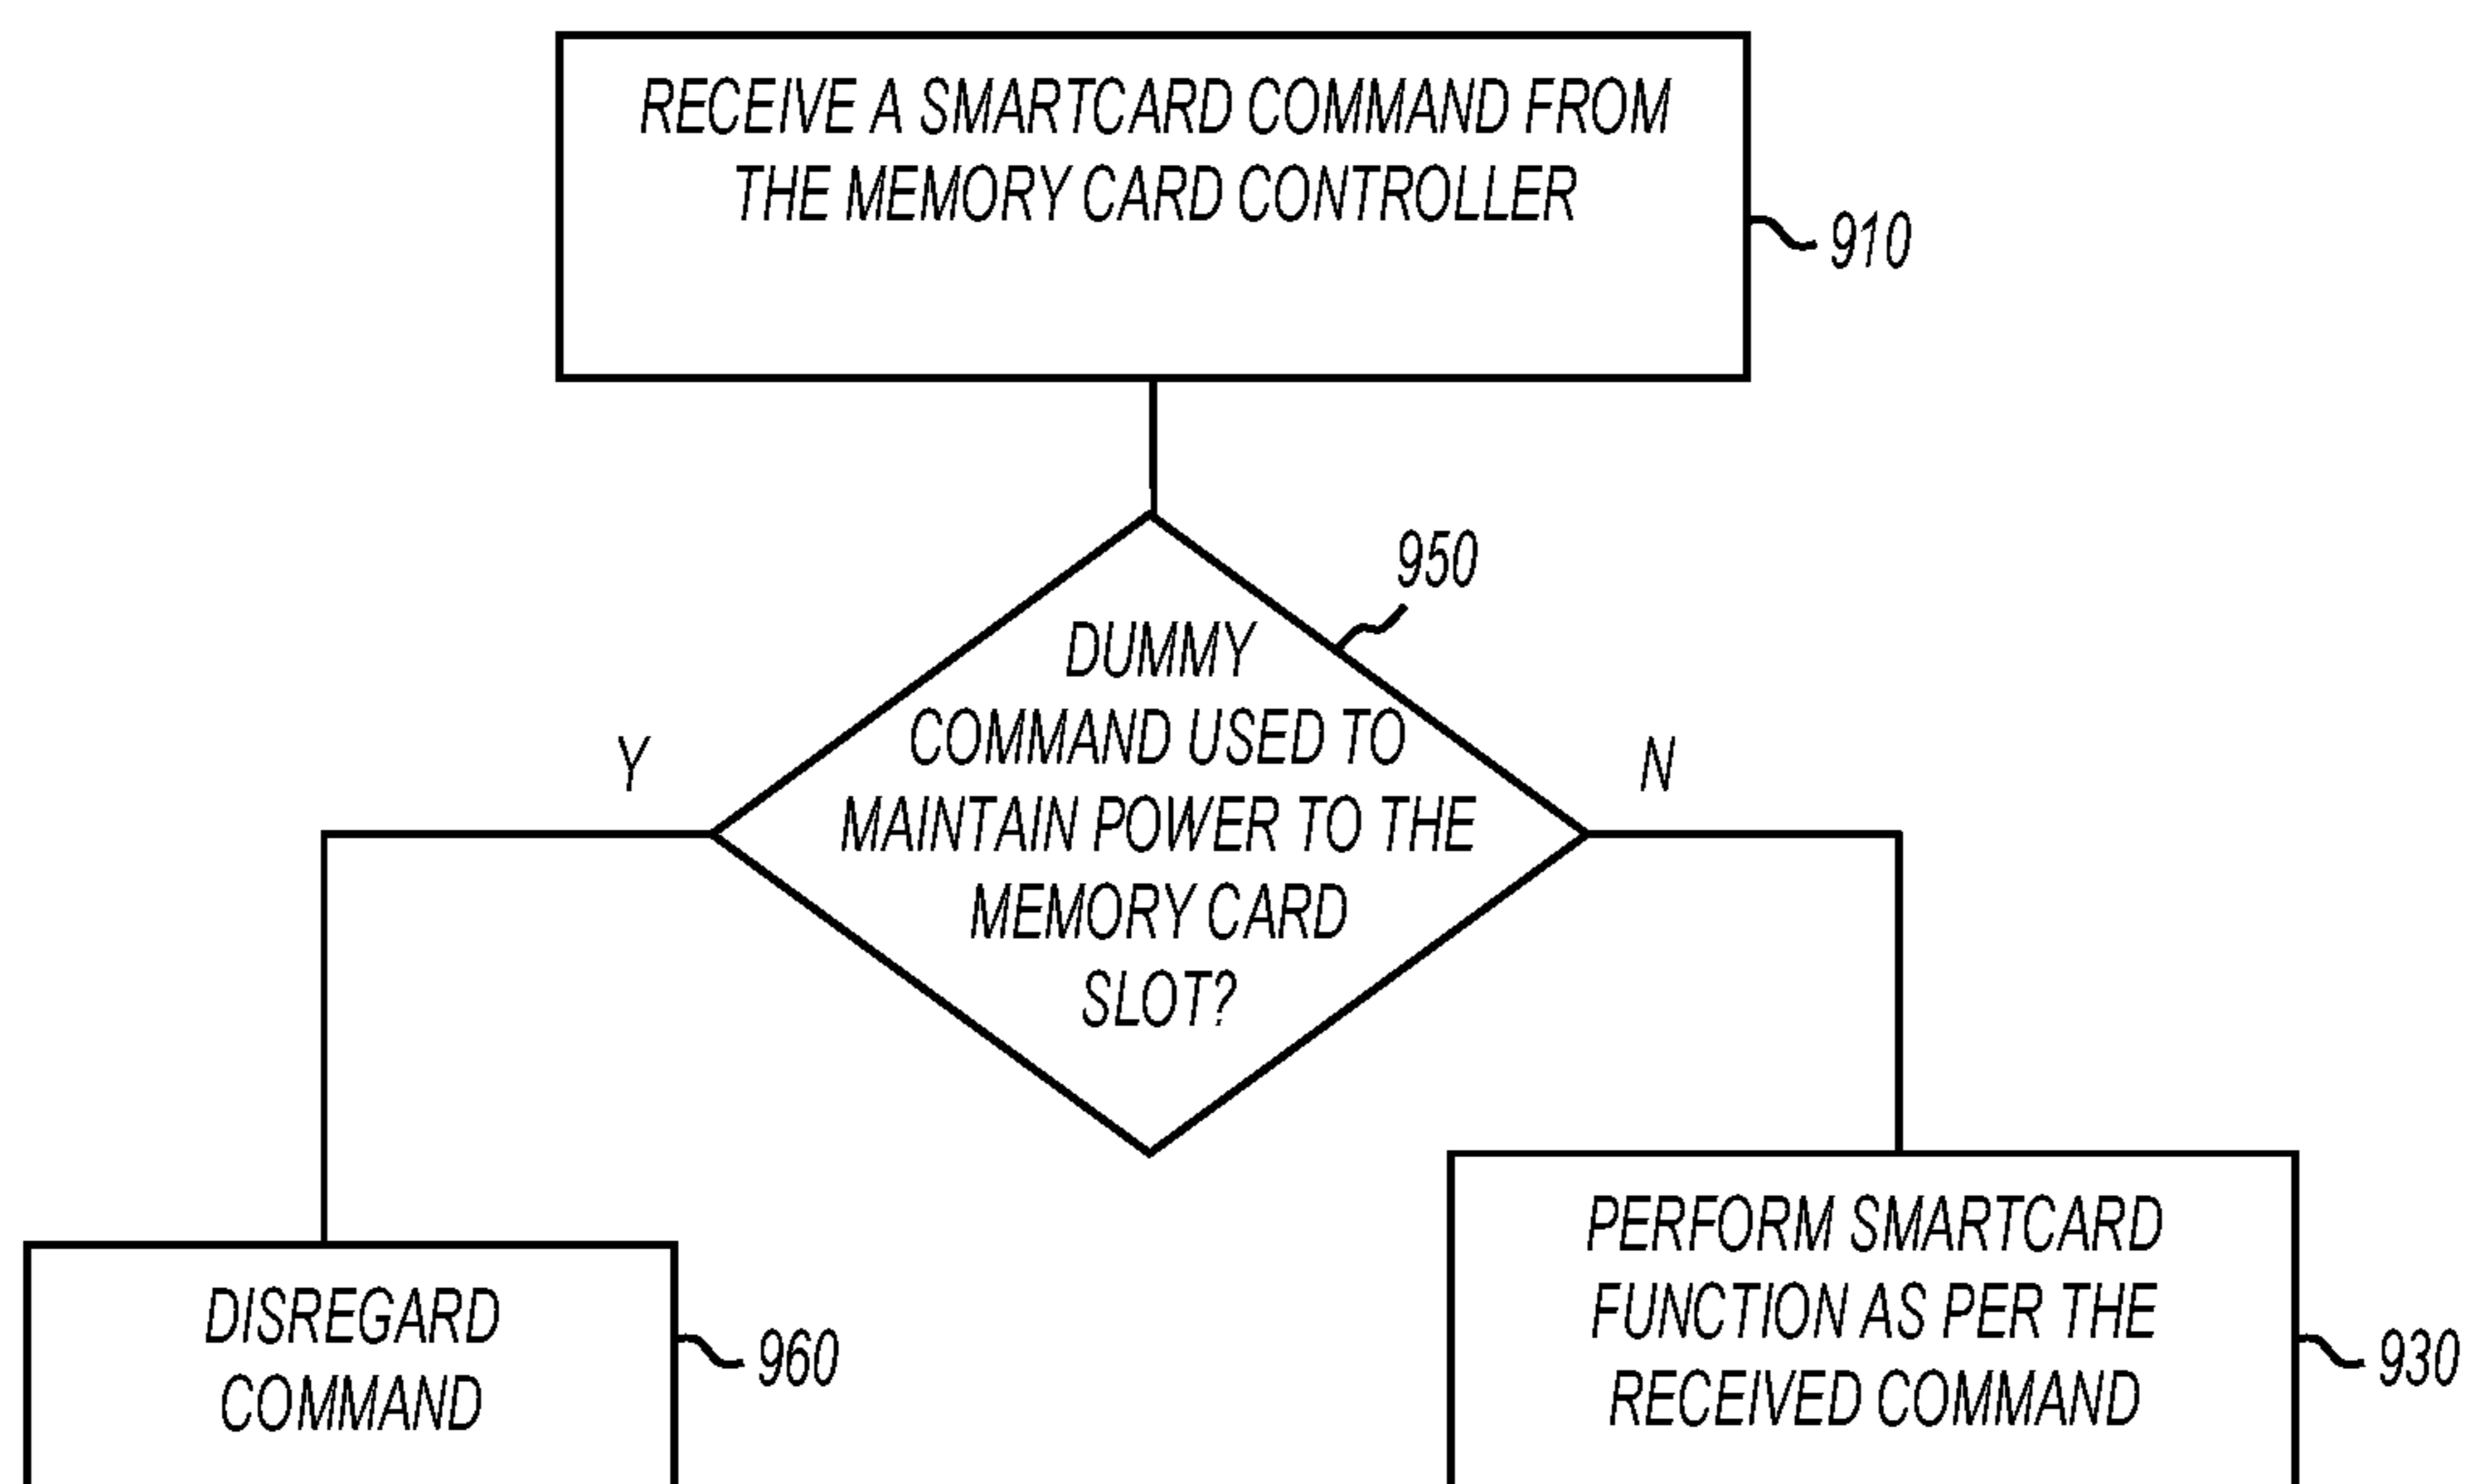 RECEIVE A SMARTCARD COMMAND FROM
THE MEMORY CARD CONTROLLER
910
950
DUMMY
COMMAND USED TO
MAINTAIN POWER TO THE
MEMORY CARD
SLOT?
Y
N
DISREGARD
COMMAND
960
PERFORM SMARTCARD
FUNCTION AS PER THE
RECEIVED COMMAND
930